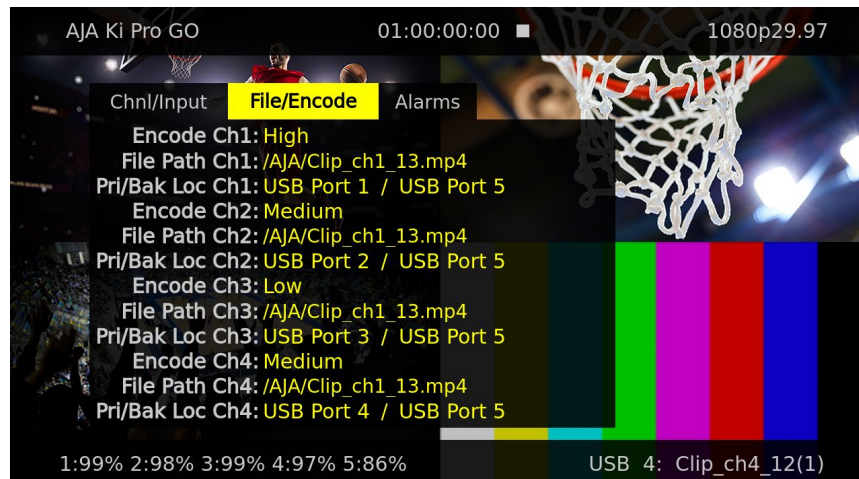 AJA Ki Pro GO 01:00:00:00 1080p29.97
Chnl/Input File/Encode Alarms
Encode Ch1: High
File Path Ch1: /AJA/Clip_ch1_13.mp4
Pri/Bak Loc Ch1: USB Port 1 / USB Port 5
Encode Ch2: Medium
File Path Ch2: /AJA/Clip_ch1_13.mp4
Pri/Bak Loc Ch2: USB Port 2 / USB Port 5
Encode Ch3: Low
File Path Ch3: /AJA/Clip_ch1_13.mp4
Pri/Bak Loc Ch3: USB Port 3 / USB Port 5
Encode Ch4: Medium
File Path Ch4: /AJA/Clip_ch1_13.mp4
Pri/Bak Loc Ch4: USB Port 4 / USB Port 5
1:99% 2:98% 3:99% 4:97% 5:86% USB 4: Clip_ch4_12(1)